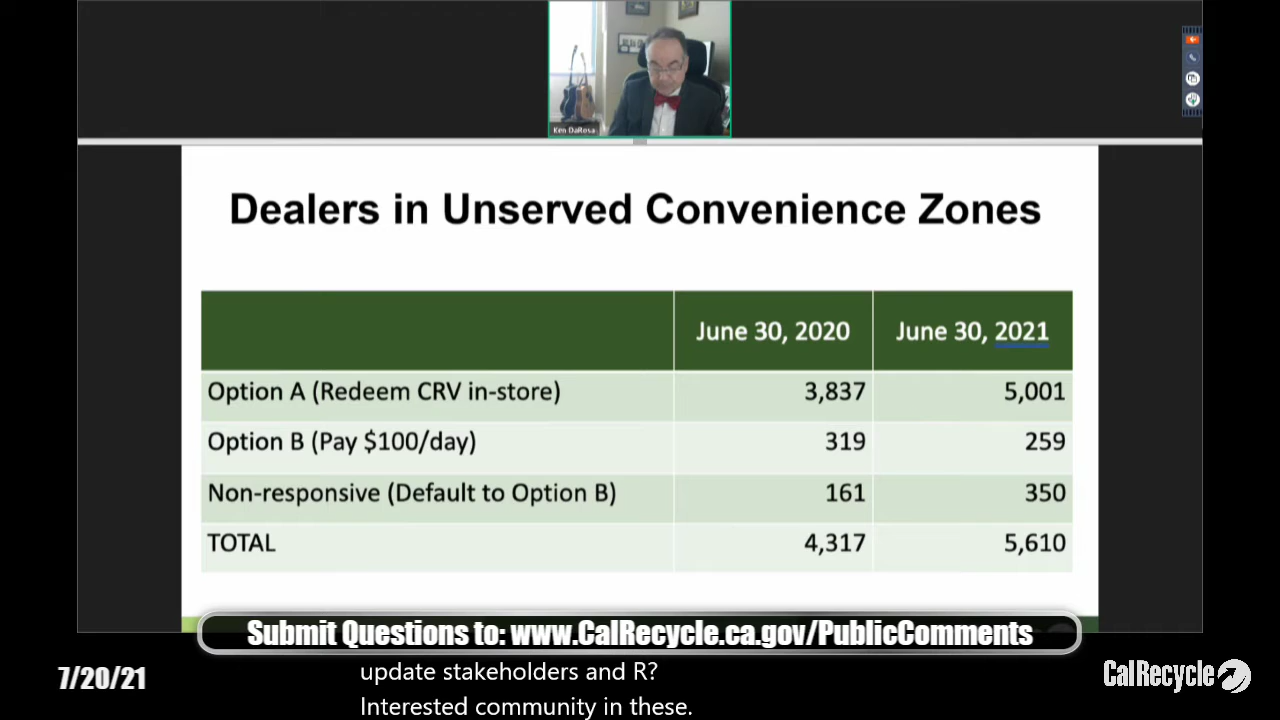 Ken DaRosa
Dealers in Unserved Convenience Zones
June 30, 2020 June 30, 2021
Option A (Redeem CRV in-store) 3,837 5,001
Option B (Pay $100/day) 319 259
Non-responsive (Default to Option B) 161 350
TOTAL 4,317 5,610
Submit Questions to: www.CalRecycle.ca.gov/PublicComments
7/20/21
update stakeholders and R?
Interested community in these.
CalRecycle